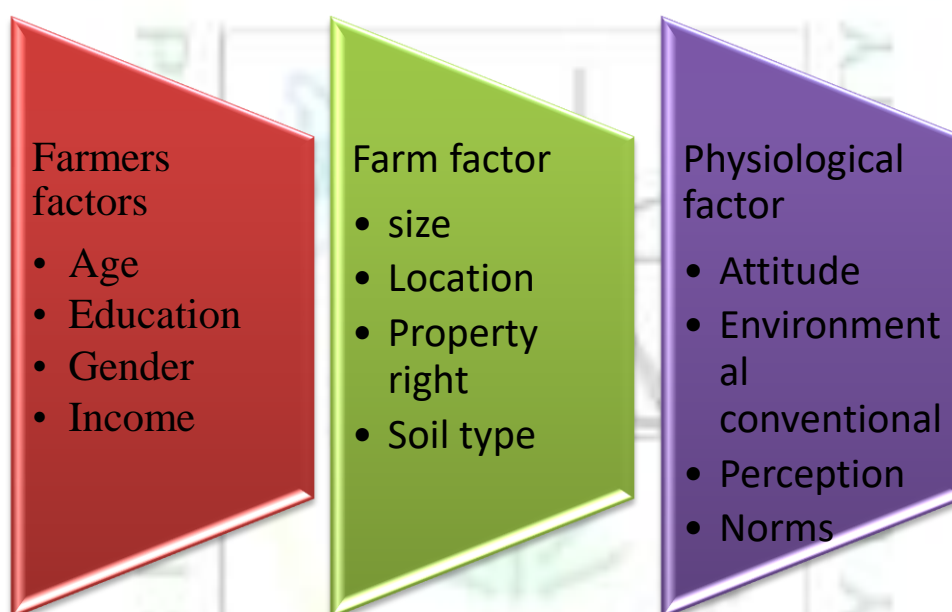 Farmers
factors
• Age
• Education
• Gender
• Income
Farm factor
• size
• Location
• Property
right
• Soil type
Physiological
factor
• Attitude
• Environment
al
conventional
• Perception
• Norms